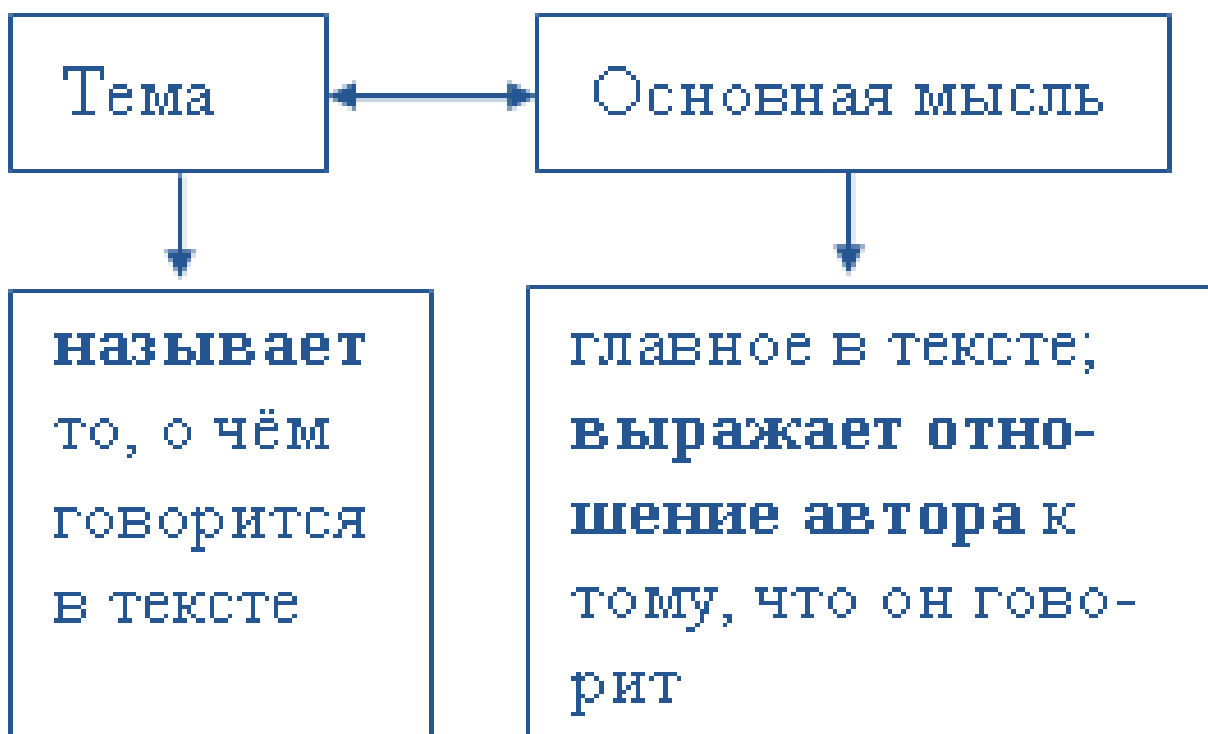 Тема
Основная мысль
называет
то, о чём
говорится
в тексте
главное в тексте;
выражает отно-
шение автора к
тому, что он гово-
рит